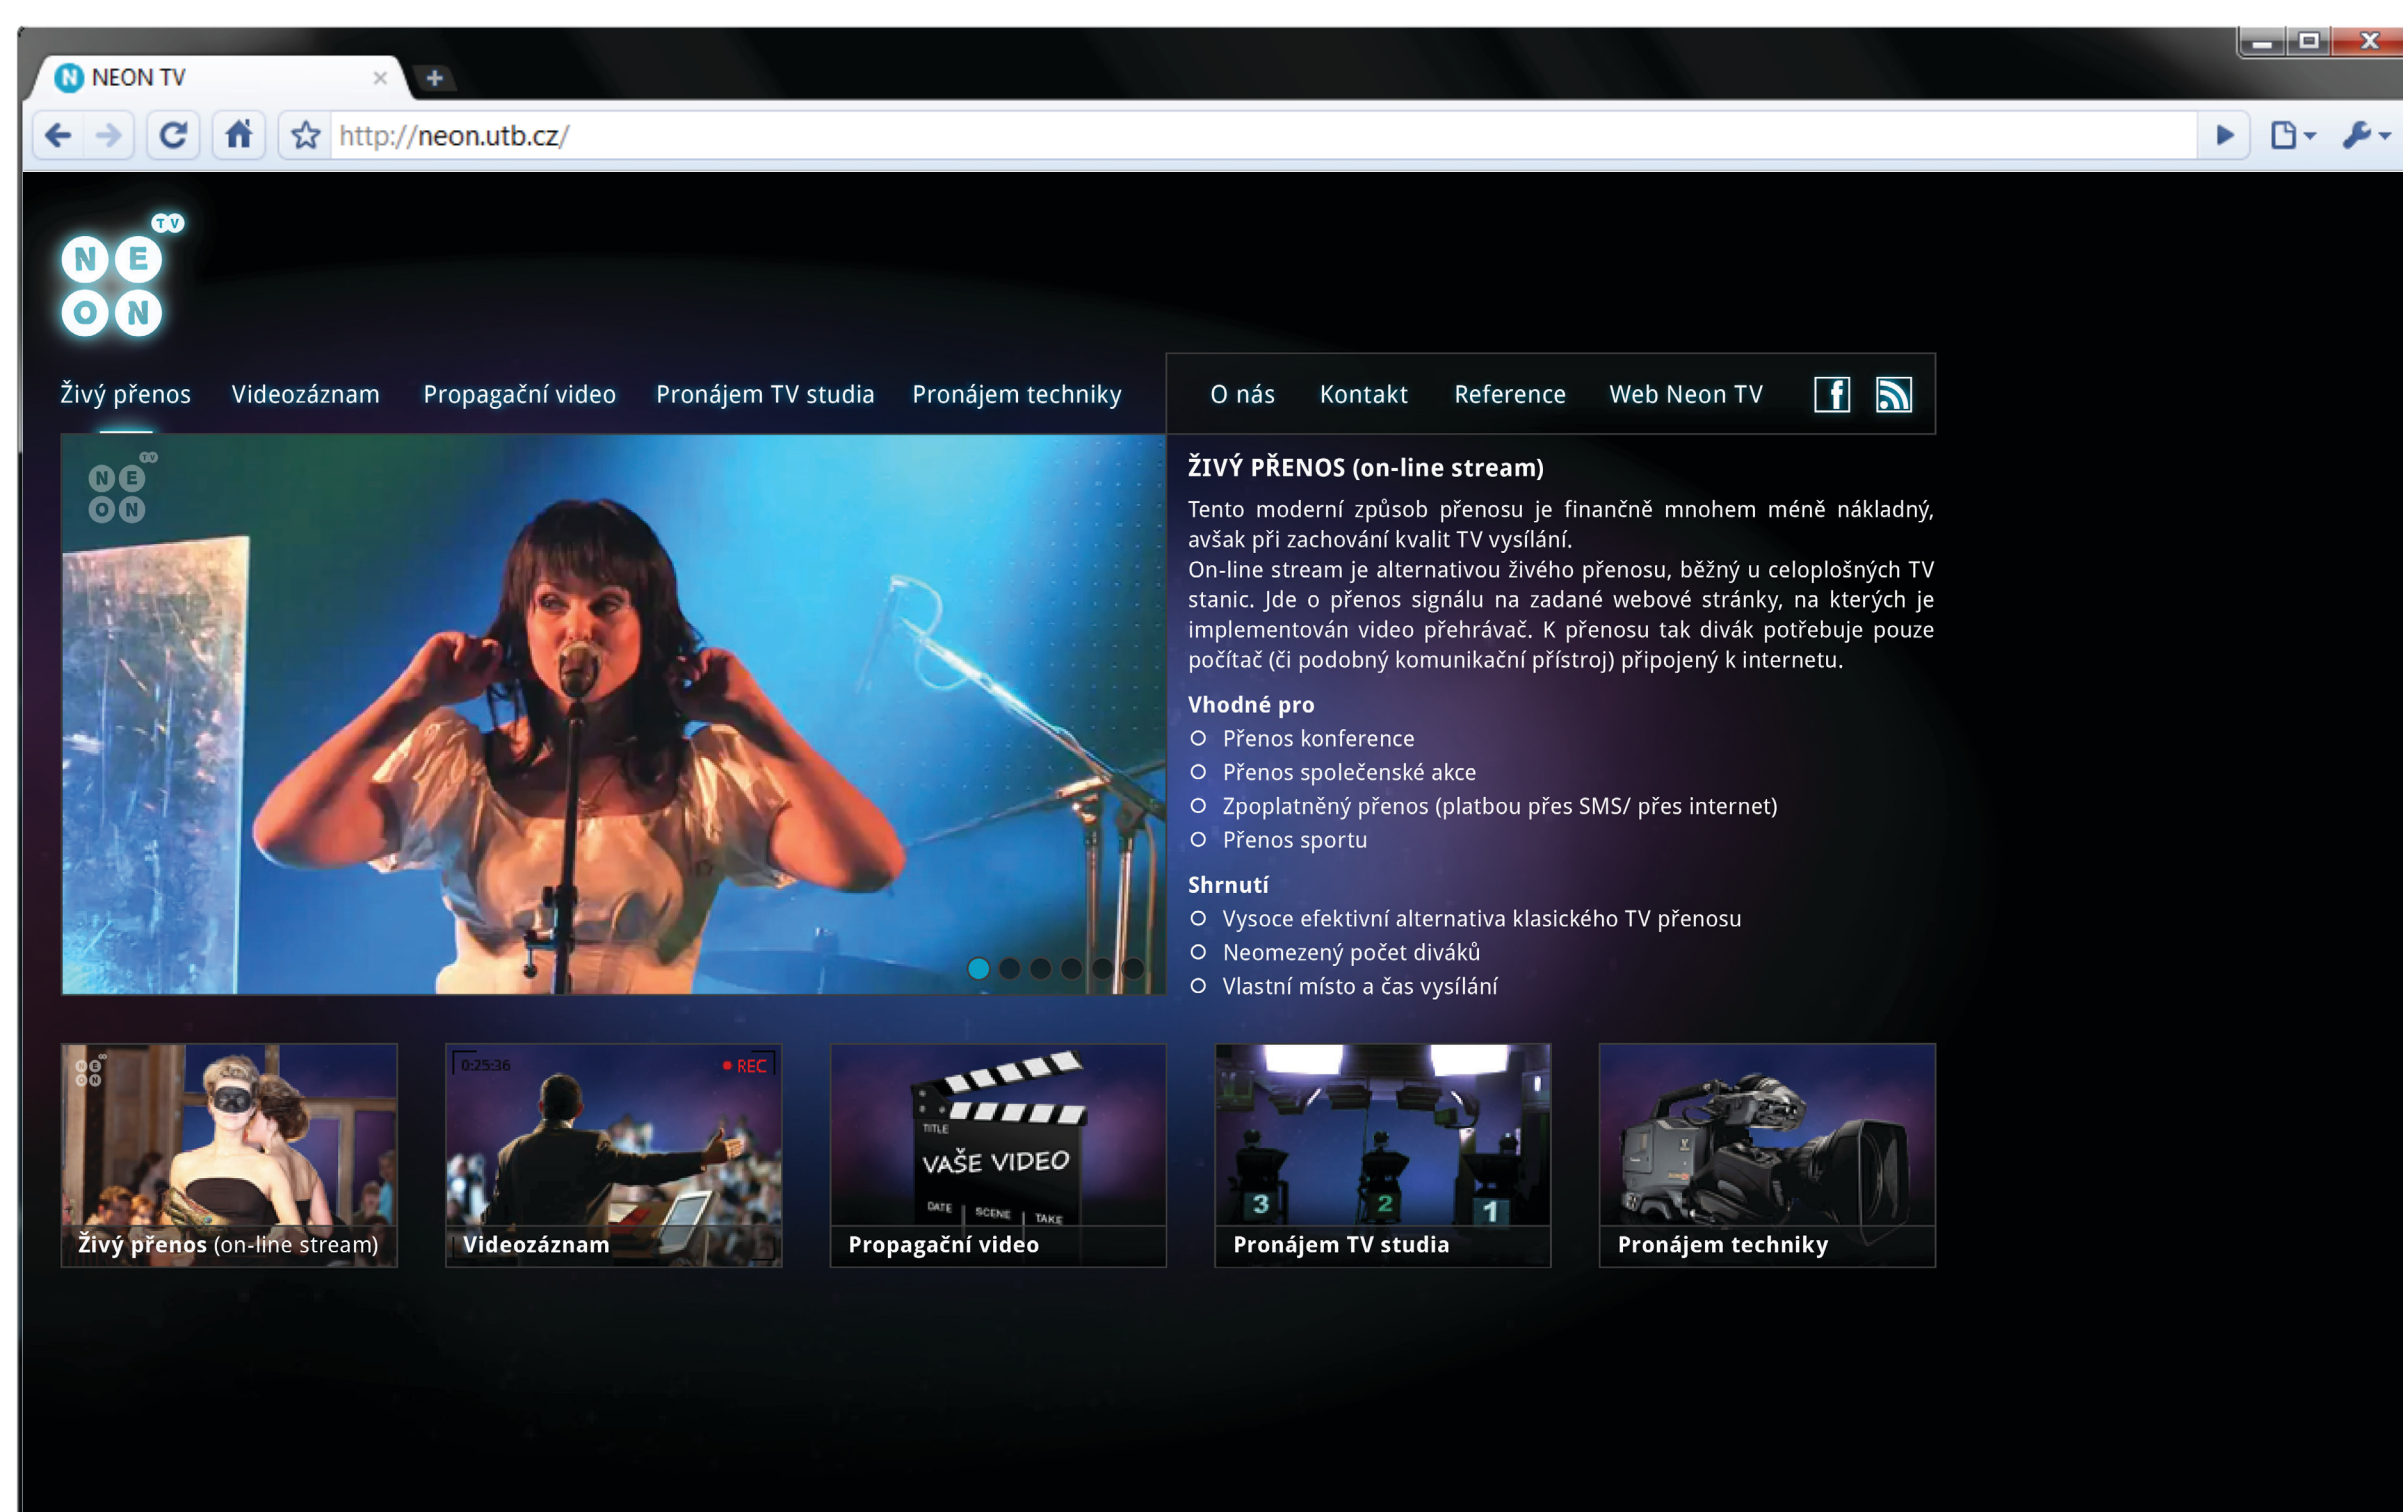 NEON TV
http://neon.utb.cz/
TV
NE
ON
Živý přenos Videozáznam Propagační video Pronájem TV studia Pronájem techniky O nás Kontakt Reference Web Neon TV f
TV
NE
ON
ŽIVÝ PŘENOS (on-line stream)
Tento moderní způsob přenosu je finančně mnohem méně nákladný,
avšak při zachování kvalit TV vysílání.
On-line stream je alternativou živého přenosu, běžný u celoplošných TV
stanic. Jde o přenos signálu na zadané webové stránky, na kterých je
implementován video přehrávač. K přenosu tak divák potřebuje pouze
počítač (či podobný komunikační přístroj) připojený k internetu.
Vhodné pro
Přenos konference
Přenos společenské akce
Zpoplatněný přenos (platbou přes SMS/ přes internet)
Přenos sportu
Shrnutí
Vysoce efektivní alternativa klasického TV přenosu
Neomezený počet diváků
Vlastní místo a čas vysílání
NE
ON
Živý přenos (on-line stream)
0:25:36 REC
Videozáznam
TITLE
VAŠE VIDEO
DATE SCENE TAKE
Propagační video
3 2 1
Pronájem TV studia
Pronájem techniky